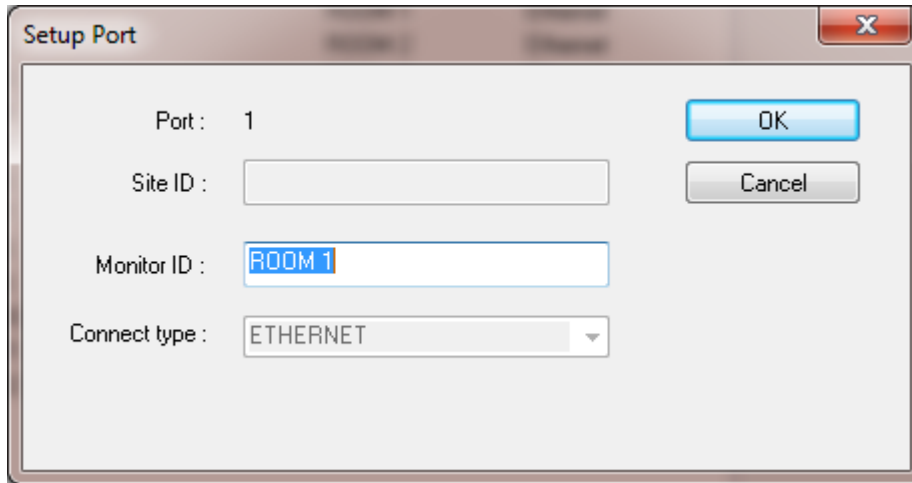 Setup Port
Port : 1
OK
Site ID :
Cancel
Monitor ID : ROOM 1
Connect type : ETHERNET